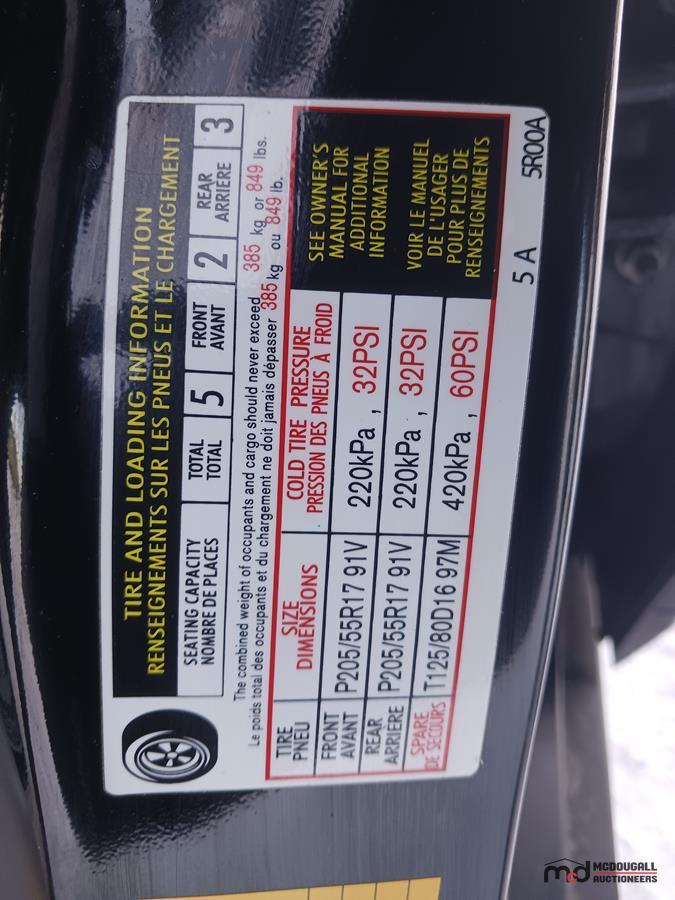 TIRE AND LOADING INFORMATION
RENSEIGNEMENTS SUR LES PNEUS ET LE CHARGEMENT
SEATING CAPACITY
NOMBRE DE PLACES
TOTAL
TOTAL
5
FRONT
AVANT
2
REAR
ARRIÈRE
3
The combined weight of occupants and cargo should never exceed 385 kg or 849 lbs.
Le poids total des occupants et du chargement ne doit jamais dépasser 385 kg ou 849 lb.
TIRE
PNEU
SIZE
DIMENSIONS
COLD TIRE PRESSURE
PRESSION DES PNEUS À FROID
FRONT
AVANT
P205/55R17 91V
220kPa , 32PSI
REAR
ARRIÈRE
P205/55R17 91V
220kPa , 32PSI
SPARE
DE SECOURS
T125/80D16 97M
420kPa , 60PSI
SEE OWNER'S
MANUAL FOR
ADDITIONAL
INFORMATION
VOIR LE MANUEL
DE L'USAGER
POUR PLUS DE
RENSEIGNEMENTS
5 A 5R00A
mcd MCDOUGALL
AUCTIONEERS